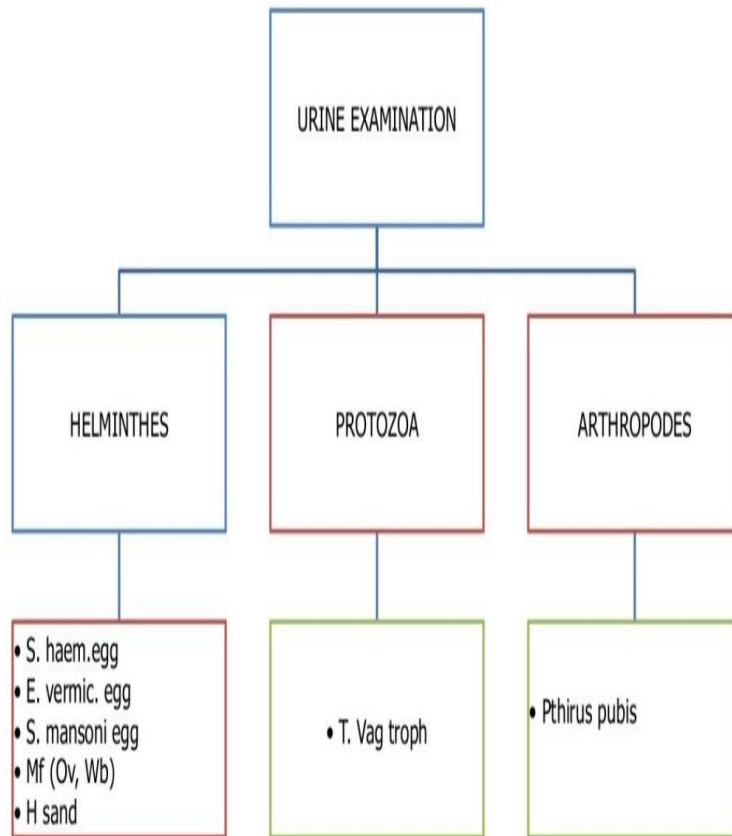 URINE EXAMINATION
HELMINTHES
PROTOZOA
ARTHROPODES
• S. haem.egg
• E. vermic. egg
• S. mansoni egg
• Mf (Ov, Wb)
• H sand
• T. Vag troph
• Pthirus pubis